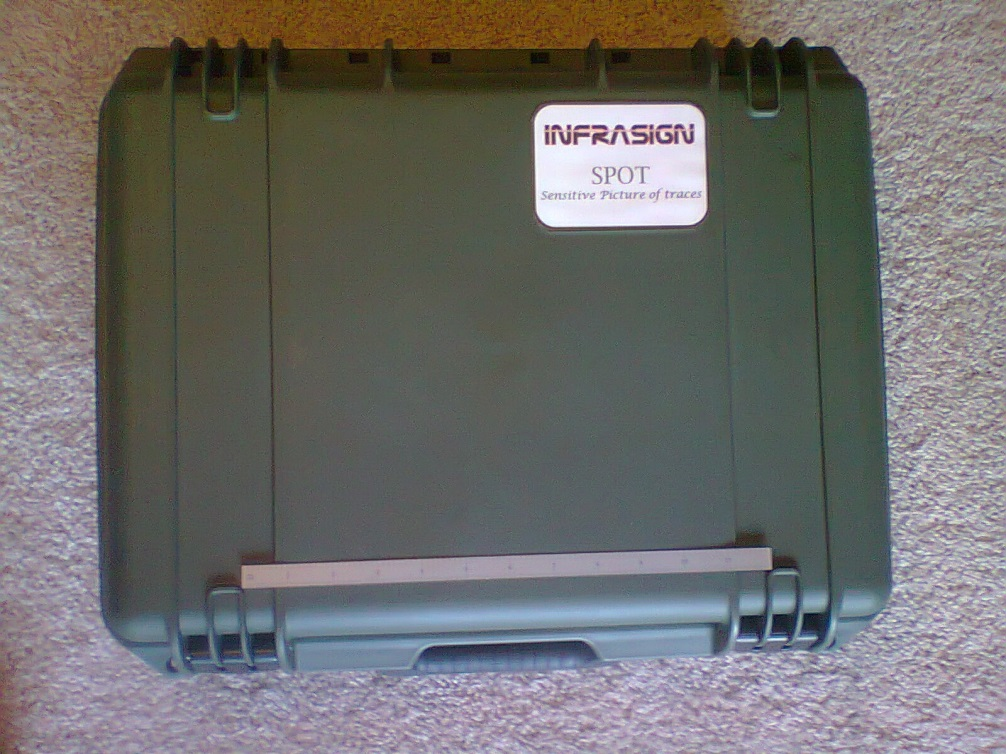 INFRASIGN
SPOT
Sensitive Picture of traces